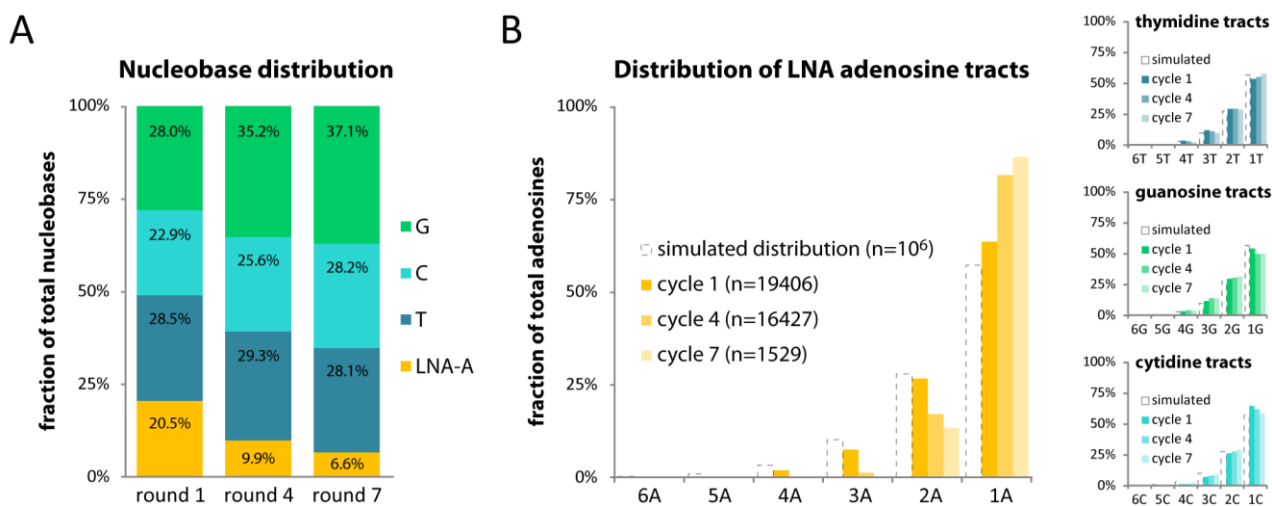 A
Nucleobase distribution
fraction of total nucleobases
100%
75%
50%
25%
0%
28.0%
22.9%
28.5%
20.5%
35.2%
25.6%
29.3%
9.9%
37.1%
28.2%
28.1%
6.6%
round 1
round 4
round 7
G
C
T
LNA-A
B
Distribution of LNA adenosine tracts
fraction of total adenosines
100%
75%
50%
25%
0%
simulated distribution (n=10⁶)
cycle 1 (n=19406)
cycle 4 (n=16427)
cycle 7 (n=1529)
6A 5A 4A 3A 2A 1A
thymidine tracts
100%
75%
50%
25%
0%
simulated
cycle 1
cycle 4
cycle 7
6T 5T 4T 3T 2T 1T
guanosine tracts
100%
75%
50%
25%
0%
simulated
cycle 1
cycle 4
cycle 7
6G 5G 4G 3G 2G 1G
cytidine tracts
100%
75%
50%
25%
0%
simulated
cycle 1
cycle 4
cycle 7
6C 5C 4C 3C 2C 1C